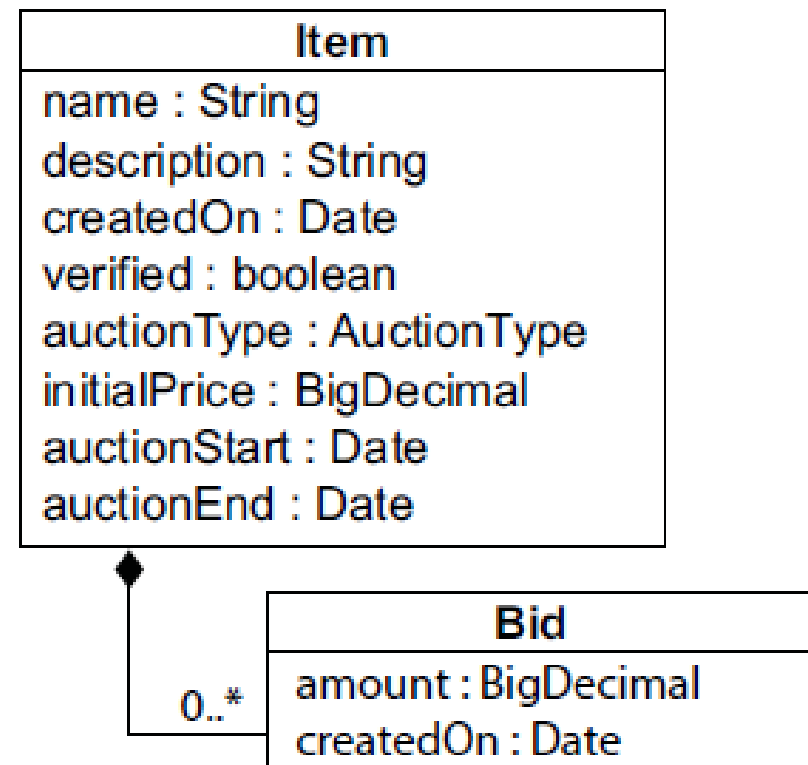 Item
name : String
description : String
createdOn : Date
verified : boolean
auctionType : AuctionType
initialPrice : BigDecimal
auctionStart : Date
auctionEnd : Date
Bid
0..*
amount : BigDecimal
createdOn : Date